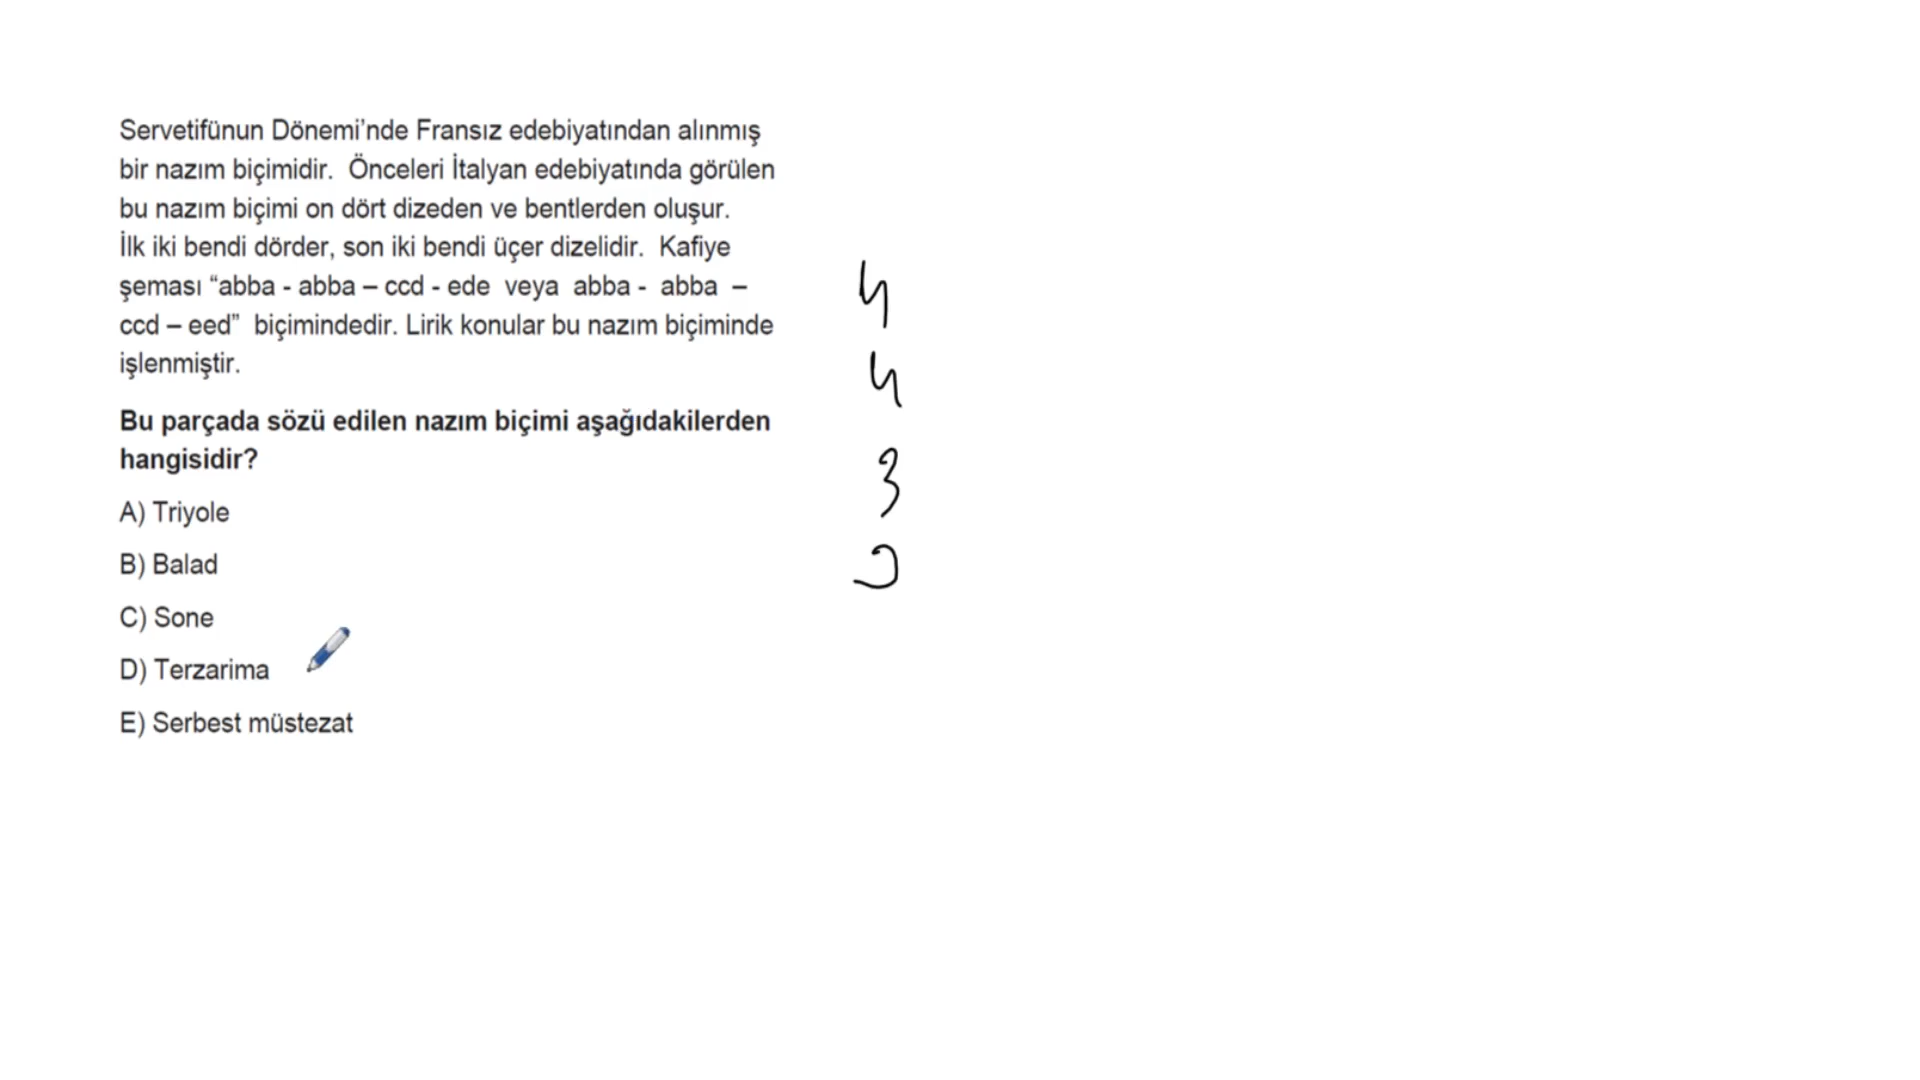 Servetifünun Dönemi’nde Fransız edebiyatından alınmış
bir nazım biçimidir. Önceleri İtalyan edebiyatında görülen
bu nazım biçimi on dört dizeden ve bentlerden oluşur.
İlk iki bendi dörder, son iki bendi üçer dizelidir. Kafiye
şeması “abba - abba – ccd - ede veya abba - abba –
ccd – eed” biçimindedir. Lirik konular bu nazım biçiminde
işlenmiştir.
Bu parçada sözü edilen nazım biçimi aşağıdakilerden
hangisidir?
A) Triyole
B) Balad
C) Sone
D) Terzarima
E) Serbest müstezat
4
4
3